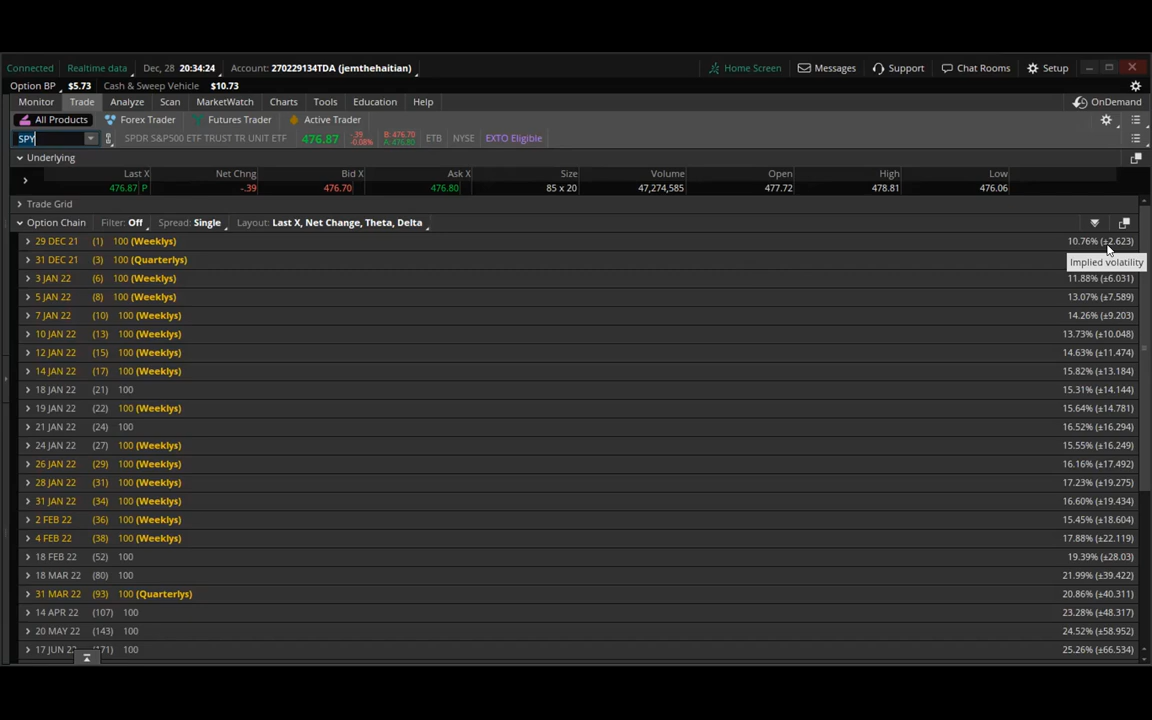 Connected Realtime data Dec, 28 20:34:24 Account: 270229134TDA (jemthehaitian) Home Screen Messages Support Chat Rooms Setup
Option BP $5.73 Cash & Sweep Vehicle $10.73
Monitor Trade Analyze Scan MarketWatch Charts Tools Education Help OnDemand
All Products Forex Trader Futures Trader Active Trader
SPY SPDR S&P500 ETF TRUST TR UNIT ETF 476.87 -.39 -0.08% B: 476.70 A: 476.80 ETB NYSE EXTO Eligible
Underlying
Last X Net Chng Bid X Ask X Size Volume Open High Low
476.87 P -.39 476.70 476.80 85 x 20 47,274,585 477.72 478.81 476.06
Trade Grid
Option Chain Filter: Off Spread: Single Layout: Last X, Net Change, Theta, Delta
29 DEC 21 (1) 100 (Weeklys) 10.76% (±2.623)
31 DEC 21 (3) 100 (Quarterlys) Implied volatility
3 JAN 22 (6) 100 (Weeklys) 11.88% (±6.031)
5 JAN 22 (8) 100 (Weeklys) 13.07% (±7.589)
7 JAN 22 (10) 100 (Weeklys) 14.26% (±9.203)
10 JAN 22 (13) 100 (Weeklys) 13.73% (±10.048)
12 JAN 22 (15) 100 (Weeklys) 14.63% (±11.474)
14 JAN 22 (17) 100 (Weeklys) 15.82% (±13.184)
18 JAN 22 (21) 100 15.31% (±14.144)
19 JAN 22 (22) 100 (Weeklys) 15.64% (±14.781)
21 JAN 22 (24) 100 16.52% (±16.294)
24 JAN 22 (27) 100 (Weeklys) 15.55% (±16.249)
26 JAN 22 (29) 100 (Weeklys) 16.16% (±17.492)
28 JAN 22 (31) 100 (Weeklys) 17.23% (±19.275)
31 JAN 22 (34) 100 (Weeklys) 16.60% (±19.434)
2 FEB 22 (36) 100 (Weeklys) 15.45% (±18.604)
4 FEB 22 (38) 100 (Weeklys) 17.88% (±22.119)
18 FEB 22 (52) 100 19.39% (±28.03)
18 MAR 22 (80) 100 21.99% (±39.422)
31 MAR 22 (93) 100 (Quarterlys) 20.86% (±40.311)
14 APR 22 (107) 100 23.28% (±48.317)
20 MAY 22 (143) 100 24.52% (±58.952)
17 JUN 100 25.26% (±66.534)